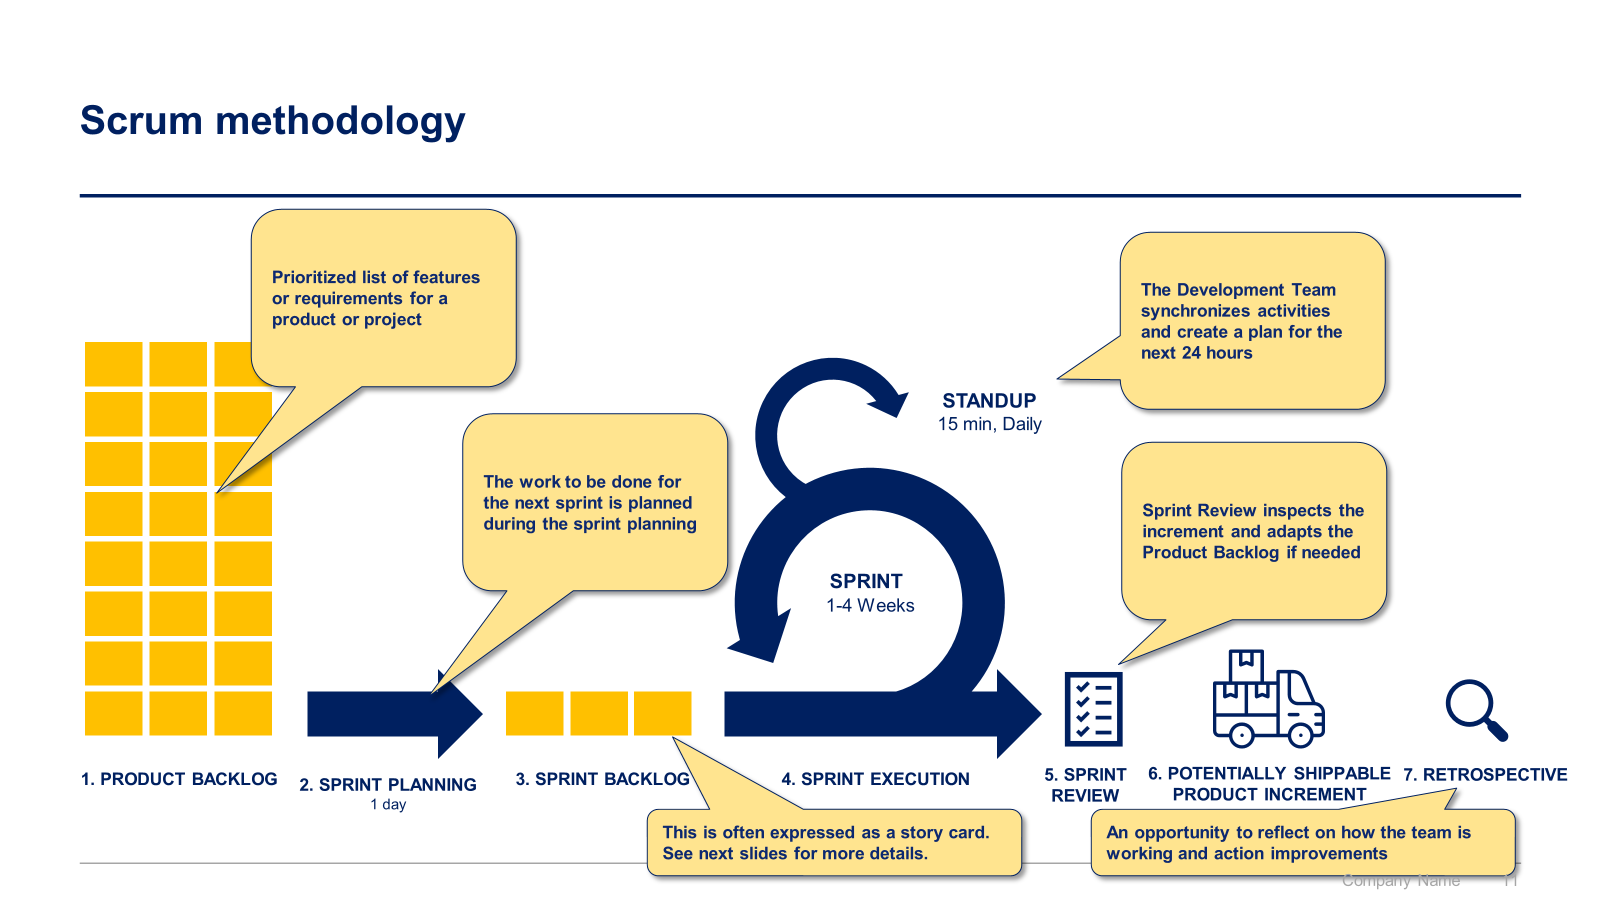 Scrum methodology
Prioritized list of features
or requirements for a
product or project
The Development Team
synchronizes activities
and create a plan for the
next 24 hours
STANDUP
15 min, Daily
The work to be done for
the next sprint is planned
during the sprint planning
Sprint Review inspects the
increment and adapts the
Product Backlog if needed
SPRINT
1-4 Weeks
1. PRODUCT BACKLOG
2. SPRINT PLANNING
1 day
3. SPRINT BACKLOG
4. SPRINT EXECUTION
5. SPRINT
REVIEW
6. POTENTIALLY SHIPPABLE
PRODUCT INCREMENT
7. RETROSPECTIVE
This is often expressed as a story card.
See next slides for more details.
An opportunity to reflect on how the team is
working and action improvements
Company Name
11